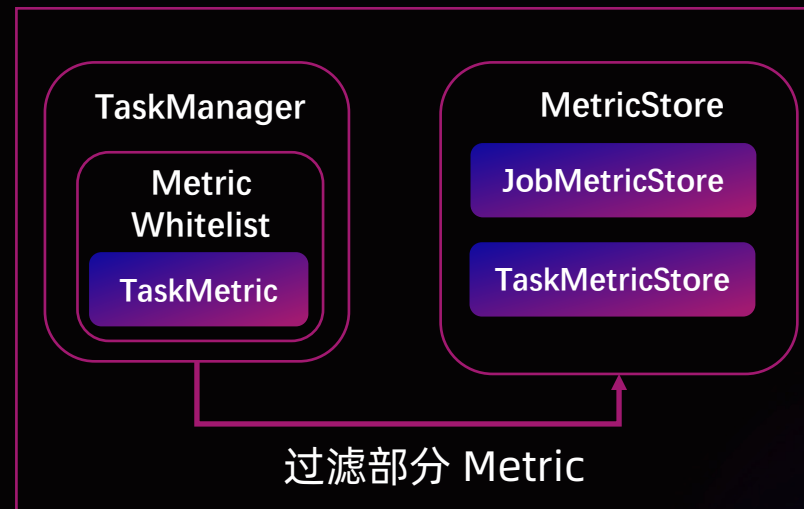 TaskManager
Metric
Whitelist
TaskMetric
MetricStore
JobMetricStore
TaskMetricStore
过滤部分 Metric